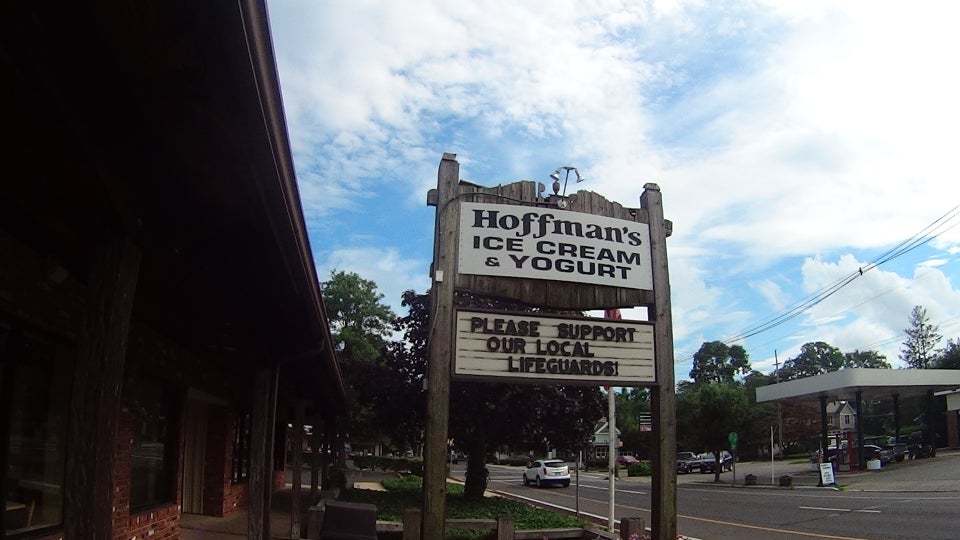 Hoffman's
ICE CREAM
& YOGURT
PLEASE SUPPORT
OUR LOCAL
LIFEGUARDS!